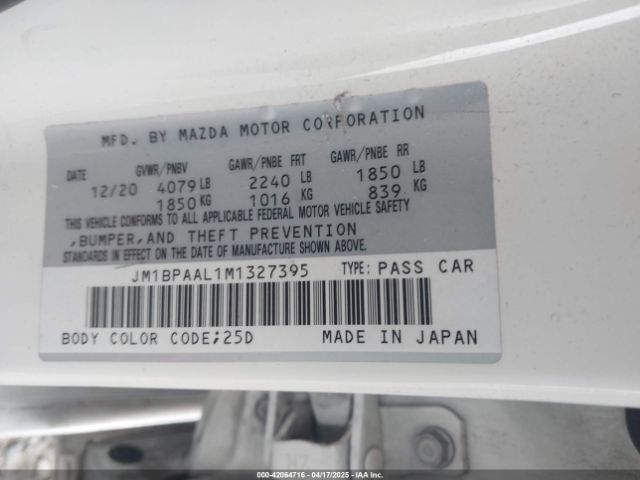 MFD. BY MAZDA MOTOR CORPORATION
DATE GVWR/PNBV GAWR/PNBE FRT GAWR/PNBE RR
12/20 4079 LB 2240 LB 1850 LB
1850 KG 1016 KG 839 KG
THIS VEHICLE CONFORMS TO ALL APPLICABLE FEDERAL MOTOR VEHICLE SAFETY
,BUMPER,AND THEFT PREVENTION
STANDARDS IN EFFECT ON THE DATE OF MANUFACTURE SHOWN ABOVE.
JM1BPAAL1M1327395 TYPE: PASS CAR
BODY COLOR CODE;25D MADE IN JAPAN
000-42064716 - 04/17/2025 - IAA Inc.